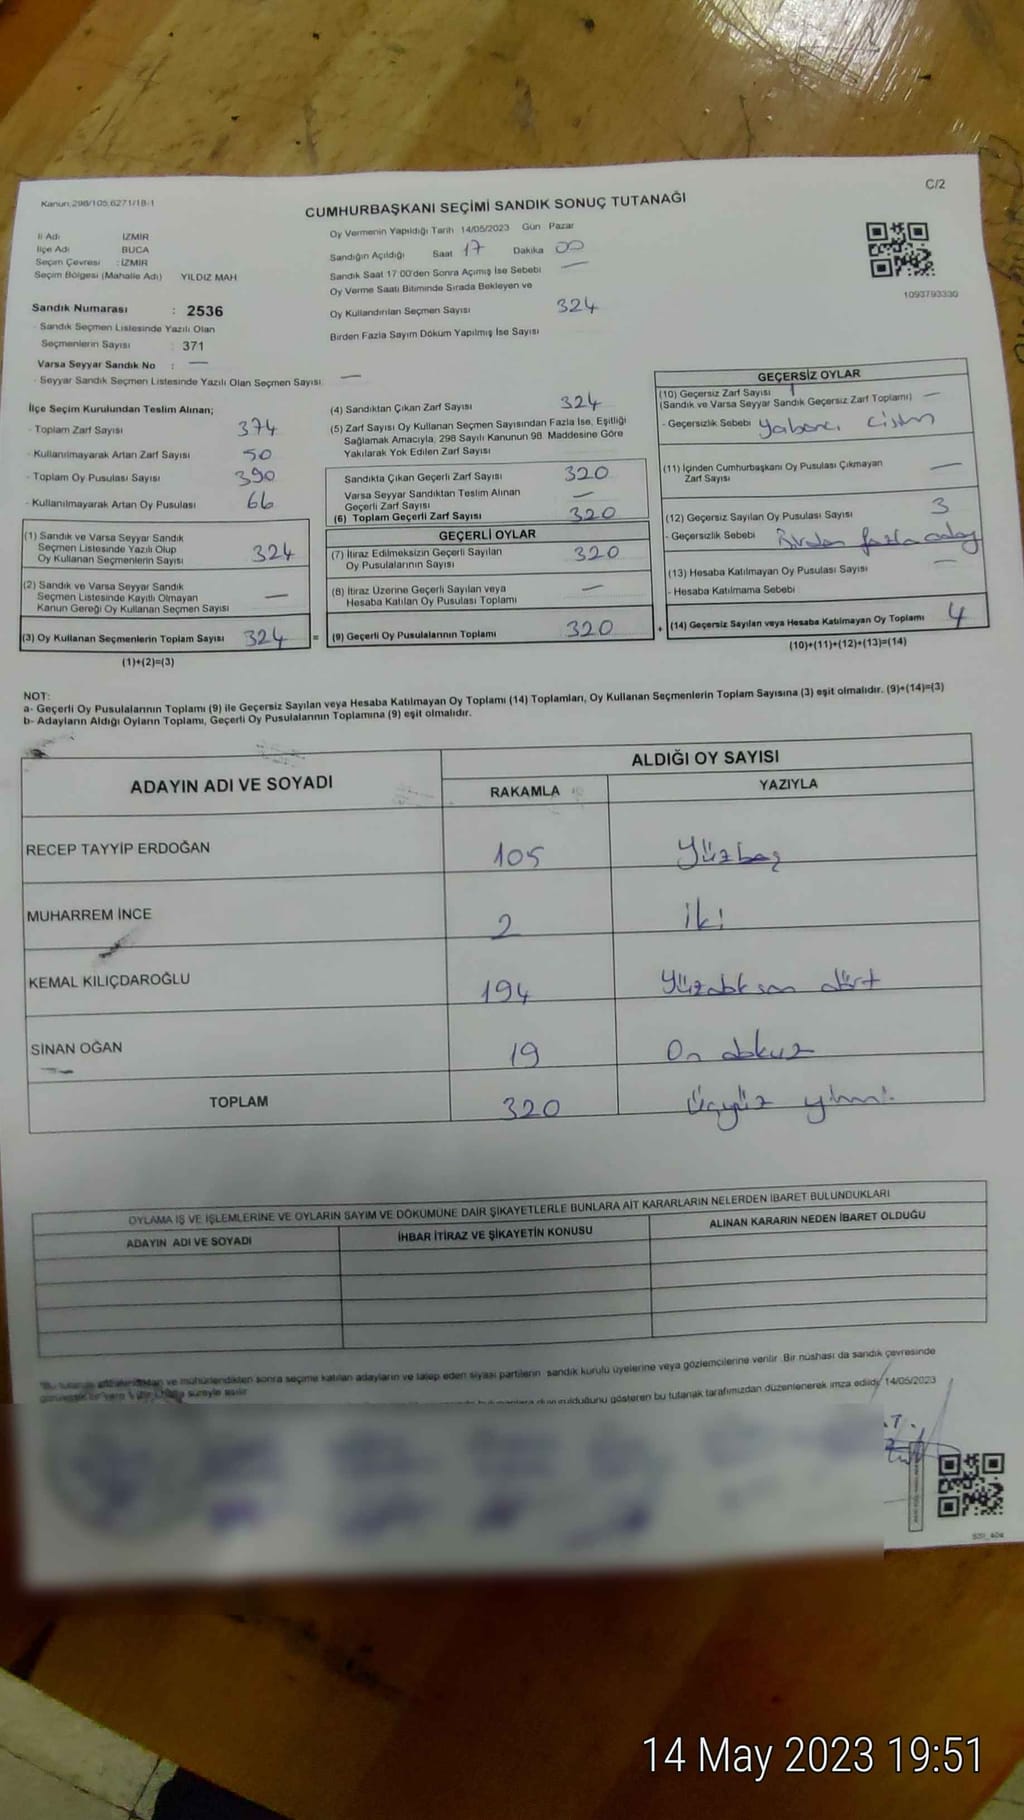 C/2
Kanun:298/105,6271/18-1
CUMHURBAŞKANI SEÇİMİ SANDIK SONUÇ TUTANAĞI
İl Adı İZMİR
İlçe Adı BUCA
Seçim Çevresi : İZMİR
Seçim Bölgesi (Mahalle Adı) YILDIZ MAH
Sandık Numarası : 2536
- Sandık Seçmen Listesinde Yazılı Olan
Seçmenlerin Sayısı : 371
Varsa Seyyar Sandık No : —
- Seyyar Sandık Seçmen Listesinde Yazılı Olan Seçmen Sayısı: —
Oy Vermenin Yapıldığı Tarih 14/05/2023 Gün Pazar
Sandığın Açıldığı Saat 17 Dakika 00
Sandık Saat 17:00'den Sonra Açımış İse Sebebi —
Oy Verme Saati Bitiminde Sırada Bekleyen ve
Oy Kullandırılan Seçmen Sayısı 324
Birden Fazla Sayım Döküm Yapılmış İse Sayısı
1093793330
İlçe Seçim Kurulundan Teslim Alınan;
- Toplam Zarf Sayısı 374
- Kullanılmayarak Artan Zarf Sayısı 50
- Toplam Oy Pusulası Sayısı 390
- Kullanılmayarak Artan Oy Pusulası 66
(1) Sandık ve Varsa Seyyar Sandık
Seçmen Listesinde Yazılı Olup
Oy Kullanan Seçmenlerin Sayısı 324
(2) Sandık ve Varsa Seyyar Sandık
Seçmen Listesinde Kayıtlı Olmayan
Kanun Gereği Oy Kullanan Seçmen Sayısı —
(3) Oy Kullanan Seçmenlerin Toplam Sayısı 324 =
(1)+(2)=(3)
(4) Sandıktan Çıkan Zarf Sayısı 324
(5) Zarf Sayısı Oy Kullanan Seçmen Sayısından Fazla İse, Eşitliği
Sağlamak Amacıyla, 298 Sayılı Kanunun 98. Maddesine Göre
Yakılarak Yok Edilen Zarf Sayısı
Sandıkta Çıkan Geçerli Zarf Sayısı 320
Varsa Seyyar Sandıktan Teslim Alınan
Geçerli Zarf Sayısı —
(6) Toplam Geçerli Zarf Sayısı 320
GEÇERLİ OYLAR
(7) İtiraz Edilmeksizin Geçerli Sayılan
Oy Pusulalarının Sayısı 320
(8) İtiraz Üzerine Geçerli Sayılan veya
Hesaba Katılan Oy Pusulası Toplamı —
(9) Geçerli Oy Pusulalarının Toplamı 320 +
GEÇERSİZ OYLAR
(10) Geçersiz Zarf Sayısı 1
(Sandık ve Varsa Seyyar Sandık Geçersiz Zarf Toplamı) —
- Geçersizlik Sebebi Yabancı cisim
(11) İçinden Cumhurbaşkanı Oy Pusulası Çıkmayan
Zarf Sayısı —
(12) Geçersiz Sayılan Oy Pusulası Sayısı 3
- Geçersizlik Sebebi Birden fazla aday
(13) Hesaba Katılmayan Oy Pusulası Sayısı —
- Hesaba Katılmama Sebebi
(14) Geçersiz Sayılan veya Hesaba Katılmayan Oy Toplamı 4
(10)+(11)+(12)+(13)=(14)
NOT:
a- Geçerli Oy Pusulalarının Toplamı (9) ile Geçersiz Sayılan veya Hesaba Katılmayan Oy Toplamı (14) Toplamları, Oy Kullanan Seçmenlerin Toplam Sayısına (3) eşit olmalıdır. (9)+(14)=(3)
b- Adayların Aldığı Oyların Toplamı, Geçerli Oy Pusulalarının Toplamına (9) eşit olmalıdır.
ADAYIN ADI VE SOYADI
ALDIĞI OY SAYISI
RAKAMLA YAZIYLA
RECEP TAYYİP ERDOĞAN 105 Yüzbeş
MUHARREM İNCE 2 iki
KEMAL KILIÇDAROĞLU 194 Yüzdoksan dört
SİNAN OĞAN 19 On dokuz
TOPLAM 320 Üçyüz yirmi
OYLAMA İŞ VE İŞLEMLERİNE VE OYLARIN SAYIM VE DÖKÜMÜNE DAİR ŞİKAYETLERLE BUNLARA AİT KARARLARIN NELERDEN İBARET BULUNDUKLARI
ADAYIN ADI VE SOYADI İHBAR İTİRAZ VE ŞİKAYETİN KONUSU ALINAN KARARIN NEDEN İBARET OLDUĞU
ve mühürlendikten sonra seçime katılan adayların ve talep eden siyasi partilerin sandık kurulu üyelerine veya gözlemcilerine verilir. Bir nüshası da sandık çevresinde
süreyle asılır
duyurulduğunu gösteren bu tutanak tarafımızdan düzenlenerek imza edildi. 14/05/2023
14 May 2023 19:51